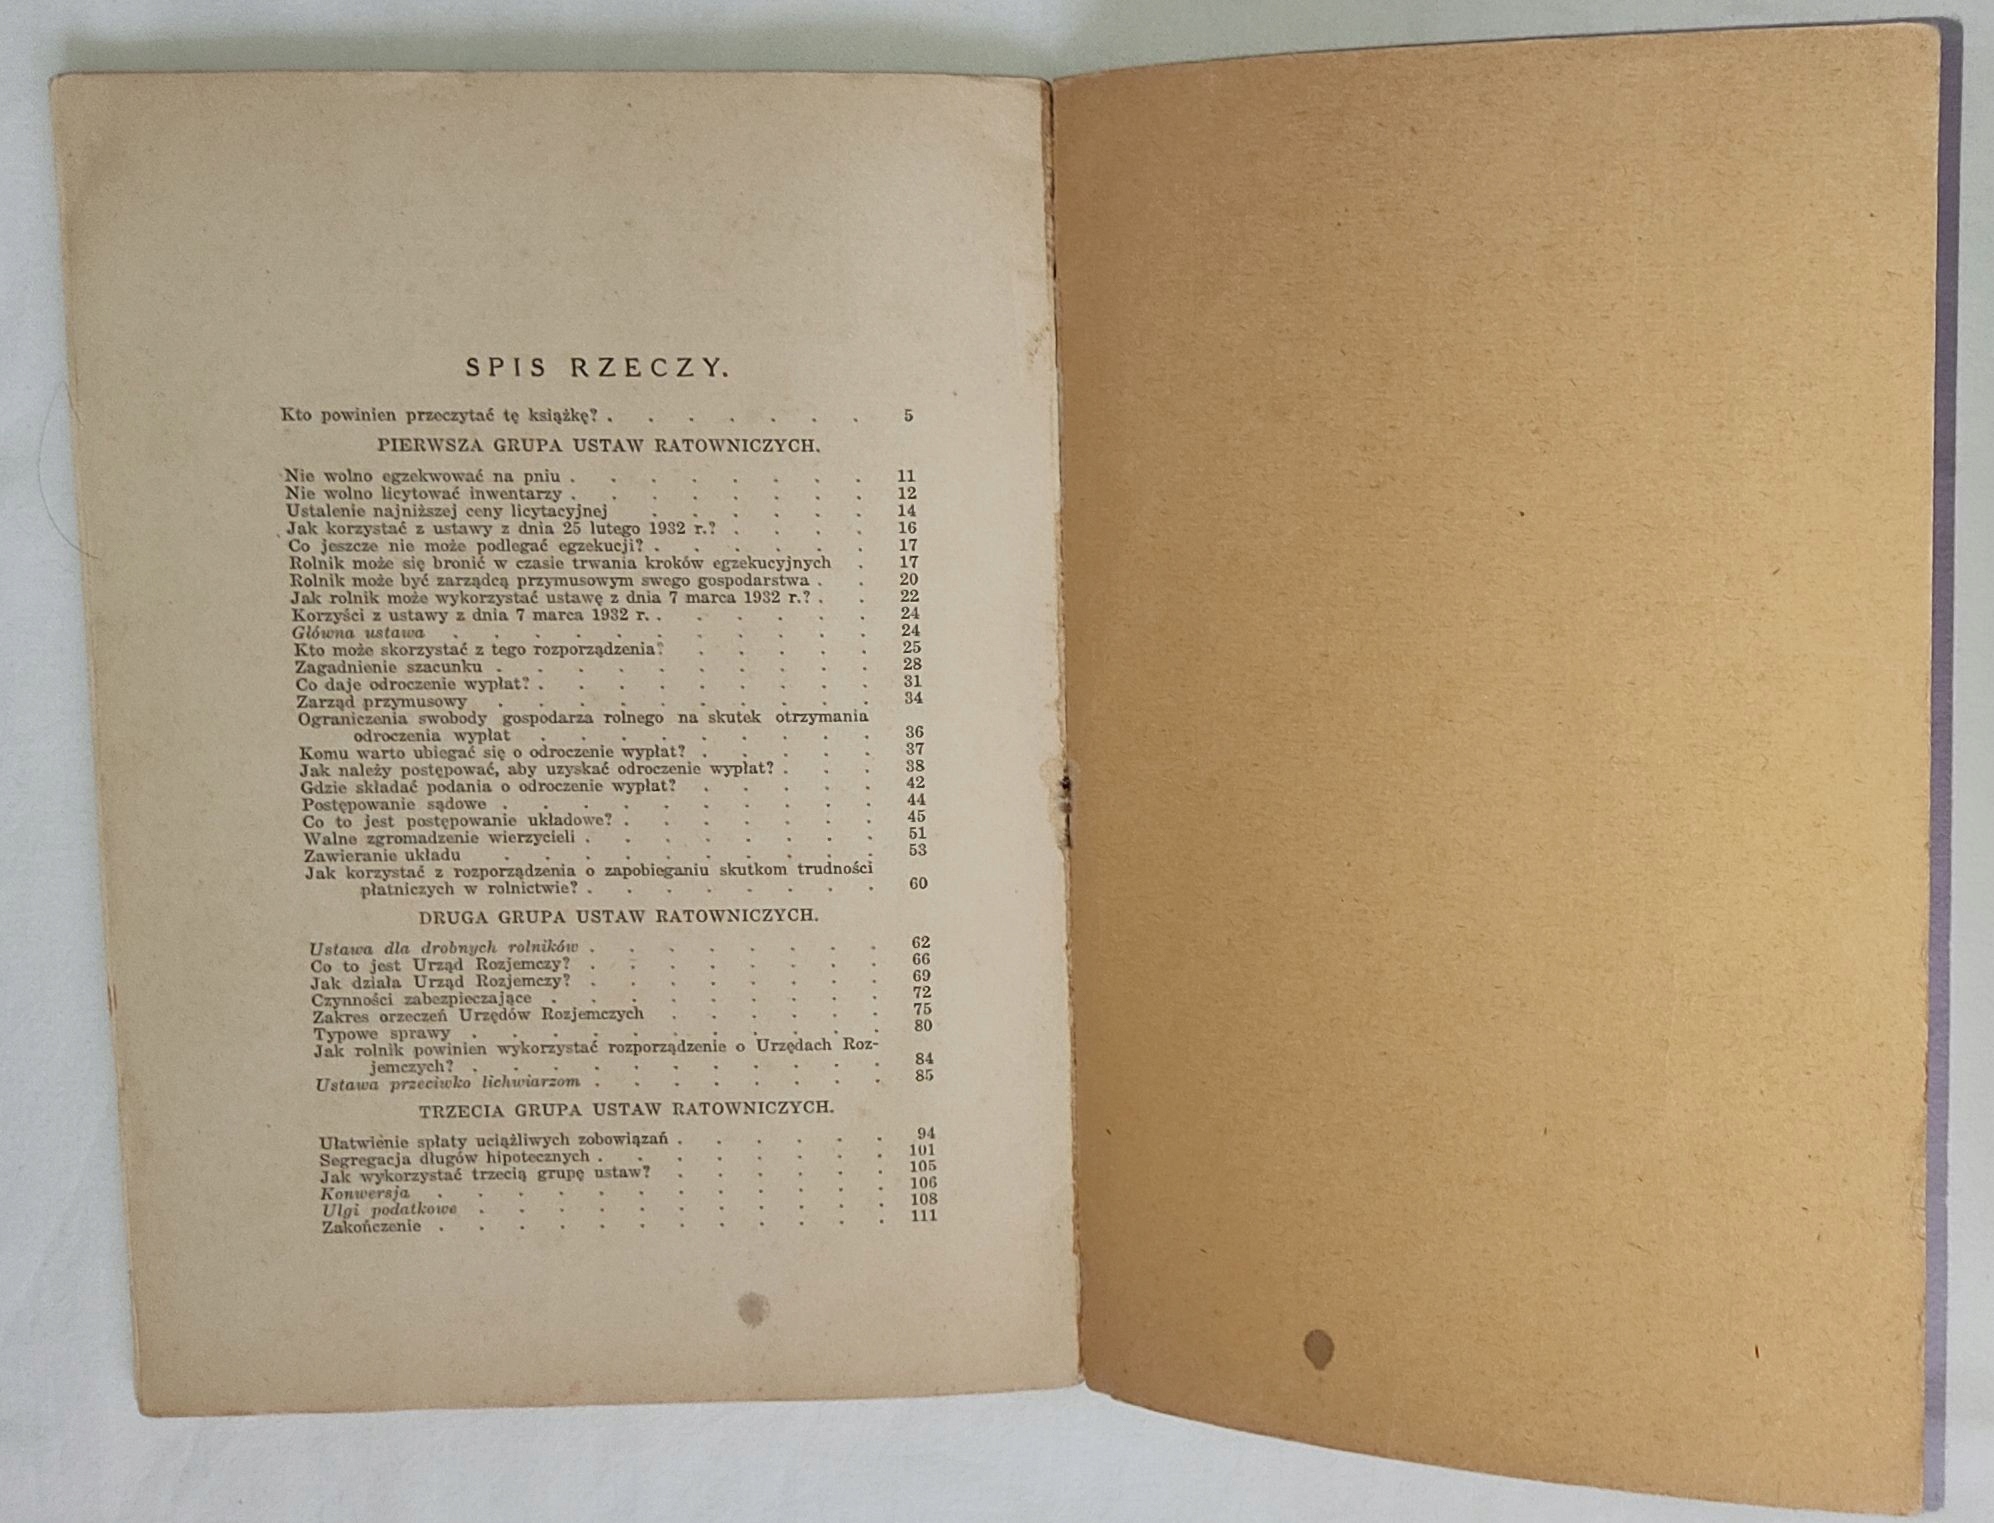 SPIS RZECZY.
Kto powinien przeczytać tę książkę? . . . . . . . 5
PIERWSZA GRUPA USTAW RATOWNICZYCH.
Nie wolno egzekwować na pniu . . . . . . . . 11
Nie wolno licytować inwentarzy . . . . . . . . 12
Ustalenie najniższej ceny licytacyjnej . . . . . . 14
Jak korzystać z ustawy z dnia 25 lutego 1932 r.? . . . . 16
Co jeszcze nie może podlegać egzekucji? . . . . . . 17
Rolnik może się bronić w czasie trwania kroków egzekucyjnych . 17
Rolnik może być zarządcą przymusowym swego gospodarstwa . . 20
Jak rolnik może wykorzystać ustawę z dnia 7 marca 1932 r.? . . 22
Korzyści z ustawy z dnia 7 marca 1932 r. . . . . . . 24
Główna ustawa . . . . . . . . . . . 24
Kto może skorzystać z tego rozporządzenia? . . . . . 25
Zagadnienie szacunku . . . . . . . . . . 28
Co daje odroczenie wypłat? . . . . . . . . . 31
Zarząd przymusowy . . . . . . . . . . 34
Ograniczenia swobody gospodarza rolnego na skutek otrzymania
odroczenia wypłat . . . . . . . . . 36
Komu warto ubiegać się o odroczenie wypłat? . . . . . 37
Jak należy postępować, aby uzyskać odroczenie wypłat? . . . 38
Gdzie składać podania o odroczenie wypłat? . . . . . 42
Postępowanie sądowe . . . . . . . . . . 44
Co to jest postępowanie układowe? . . . . . . . 45
Walne zgromadzenie wierzycieli . . . . . . . . 51
Zawieranie układu . . . . . . . . . . 53
Jak korzystać z rozporządzenia o zapobieganiu skutkom trudności
płatniczych w rolnictwie? . . . . . . . . 60
DRUGA GRUPA USTAW RATOWNICZYCH.
Ustawa dla drobnych rolników . . . . . . . . 62
Co to jest Urząd Rozjemczy? . . . . . . . . 66
Jak działa Urząd Rozjemczy? . . . . . . . . 69
Czynności zabezpieczające . . . . . . . . . 72
Zakres orzeczeń Urzędów Rozjemczych . . . . . . 75
Typowe sprawy . . . . . . . . . . . 80
Jak rolnik powinien wykorzystać rozporządzenie o Urzędach Roz-
jemczych? . . . . . . . . . . . 84
Ustawa przeciwko lichwiarzom . . . . . . . . 85
TRZECIA GRUPA USTAW RATOWNICZYCH.
Ułatwienie spłaty uciążliwych zobowiązań . . . . . . 94
Segregacja długów hipotecznych . . . . . . . . 101
Jak wykorzystać trzecią grupę ustaw? . . . . . . 105
Konwersja . . . . . . . . . . . . 106
Ulgi podatkowe . . . . . . . . . . . 108
Zakończenie . . . . . . . . . . . . 111